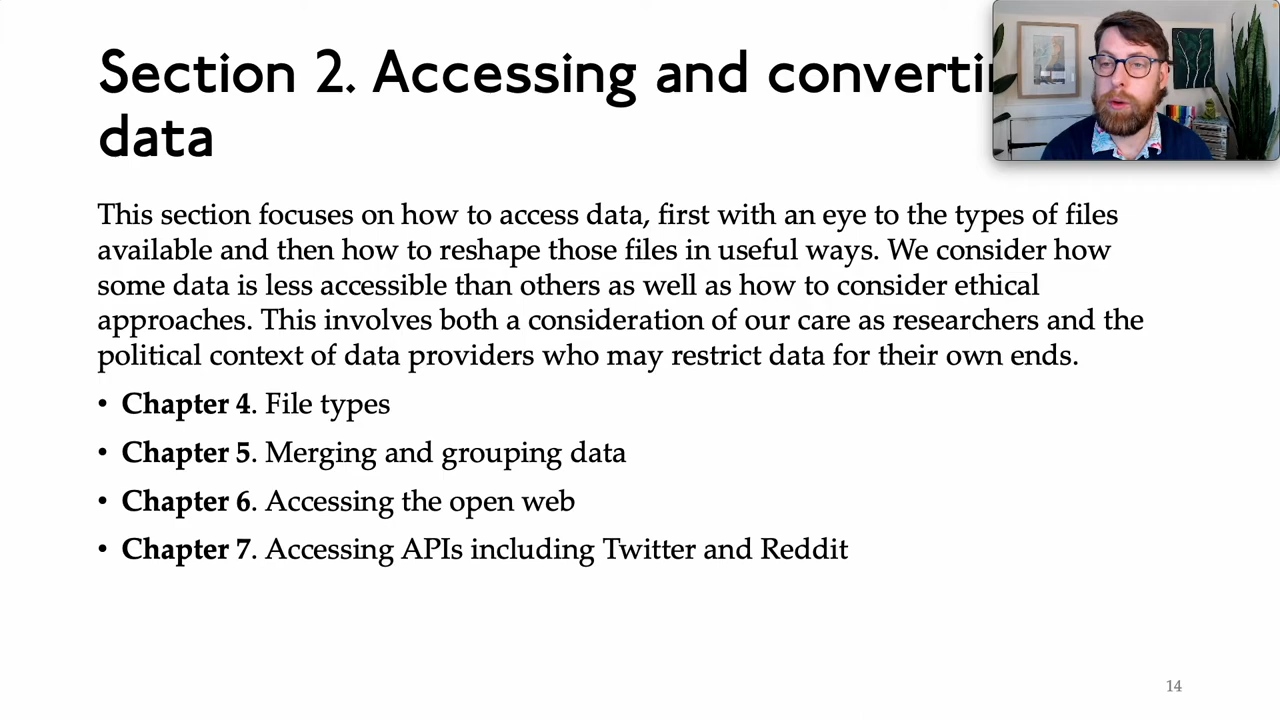 Section 2. Accessing and
data
This section focuses on how to access data, first with an eye to the types of files
available and then how to reshape those files in useful ways. We consider how
some data is less accessible than others as well as how to consider ethical
approaches. This involves both a consideration of our care as researchers and the
political context of data providers who may restrict data for their own ends.
• Chapter 4. File types
• Chapter 5. Merging and grouping data
• Chapter 6. Accessing the open web
• Chapter 7. Accessing APIs including Twitter and Reddit
14